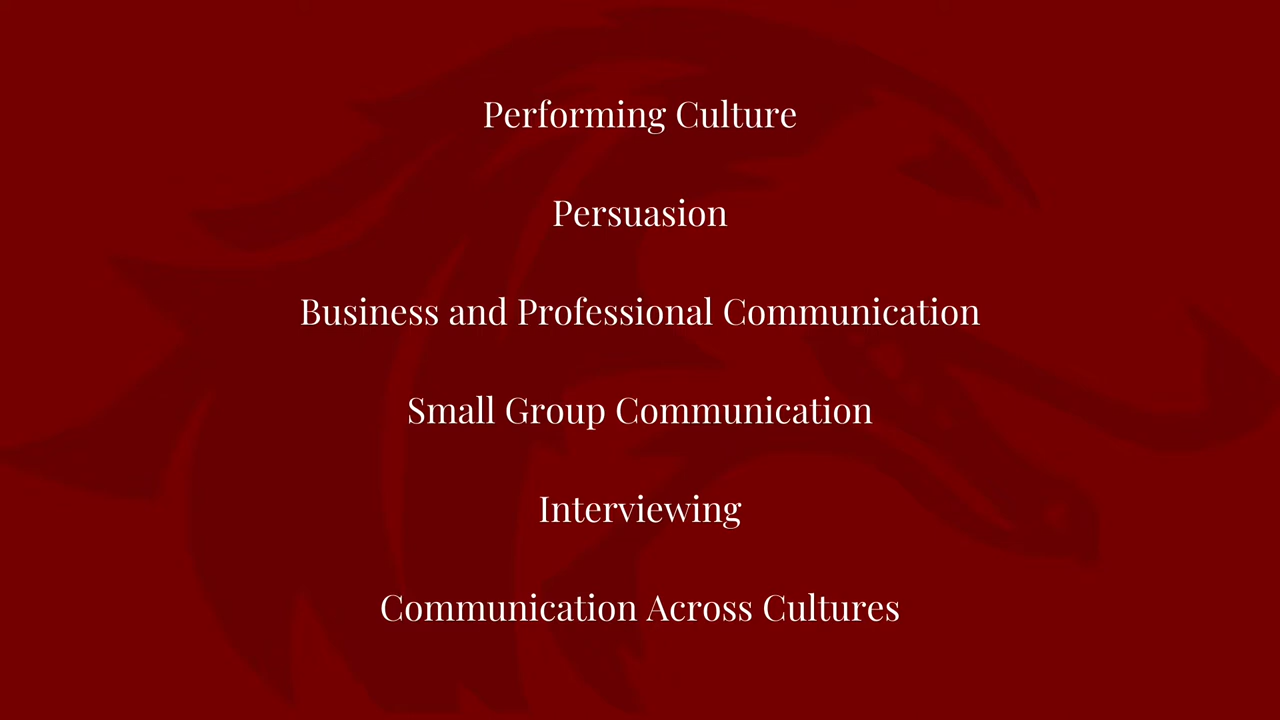 Performing Culture
Persuasion
Business and Professional Communication
Small Group Communication
Interviewing
Communication Across Cultures